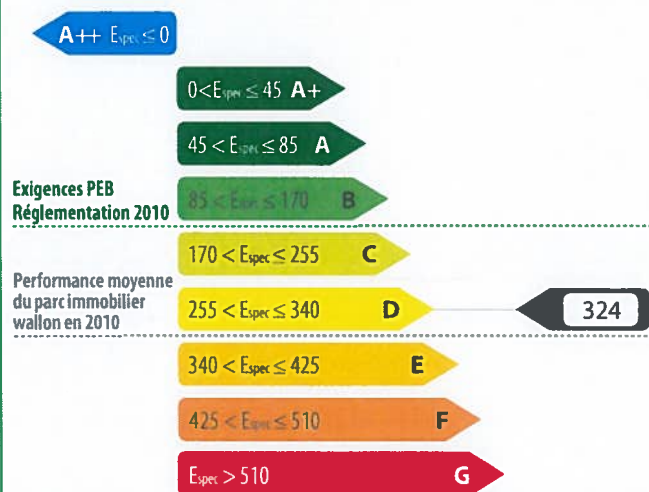 A++ Espec ≤ 0
0 < Espec ≤ 45 A+
45 < Espec ≤ 85 A
Exigences PEB
Réglementation 2010
85 < Espec ≤ 170 B
170 < Espec ≤ 255 C
Performance moyenne
du parc immobilier
wallon en 2010
255 < Espec ≤ 340 D
324
340 < Espec ≤ 425 E
425 < Espec ≤ 510 F
Espec > 510 G